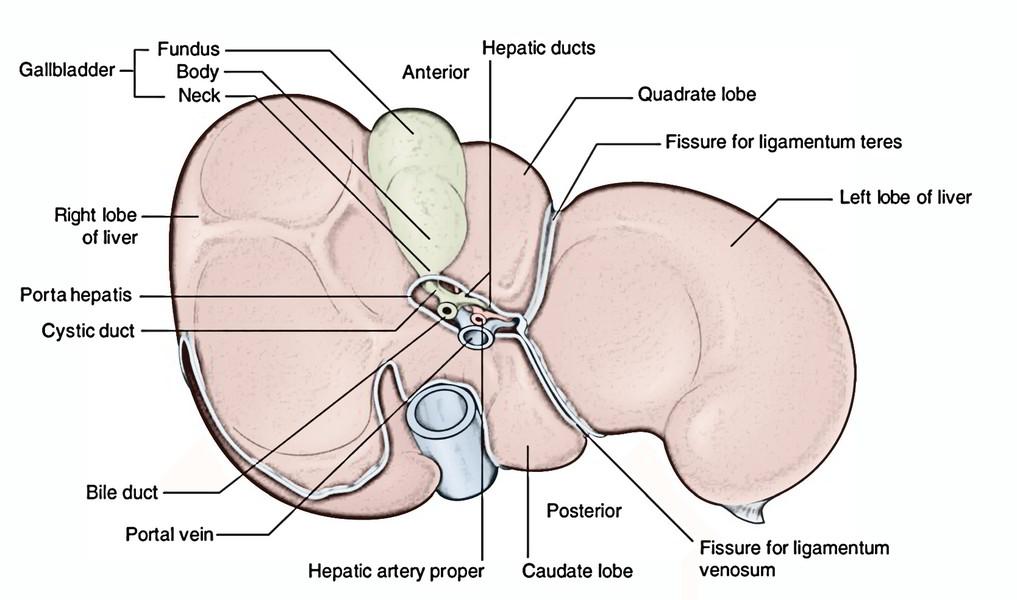 Fundus
Gallbladder
Body
Neck
Hepatic ducts
Anterior
Quadrate lobe
Fissure for ligamentum teres
Left lobe of liver
Right lobe
of liver
Porta hepatis
Cystic duct
Bile duct
Portal vein
Posterior
Hepatic artery proper
Caudate lobe
Fissure for ligamentum
venosum